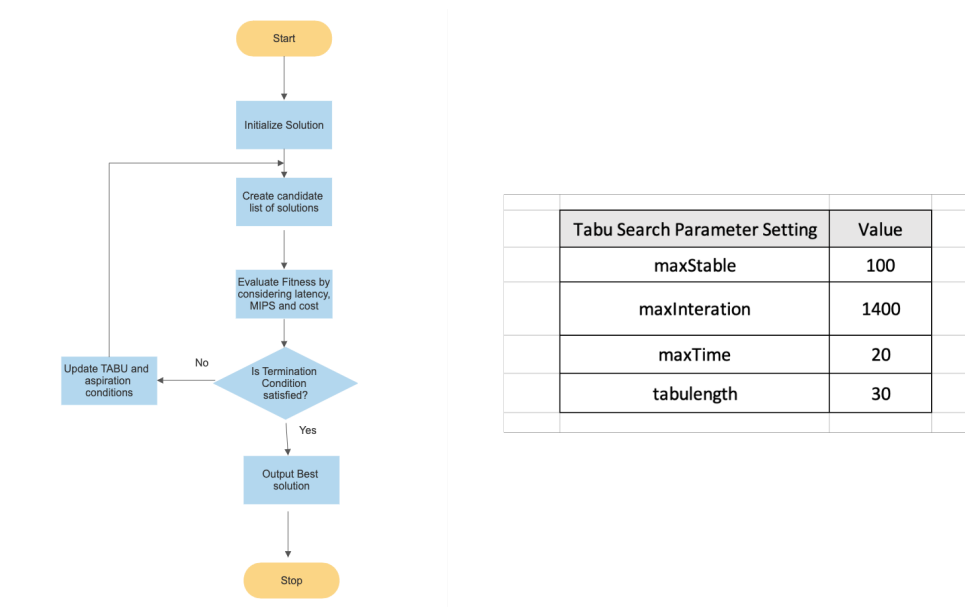 Start
Initialize Solution
Create candidate
list of solutions
Evaluate Fitness by
considering latency,
MIPS and cost
Is Termination
Condition
satisfied?
No
Update TABU and
aspiration
conditions
Yes
Output Best
solution
Stop
Tabu Search Parameter Setting Value
maxStable 100
maxInteration 1400
maxTime 20
tabulength 30